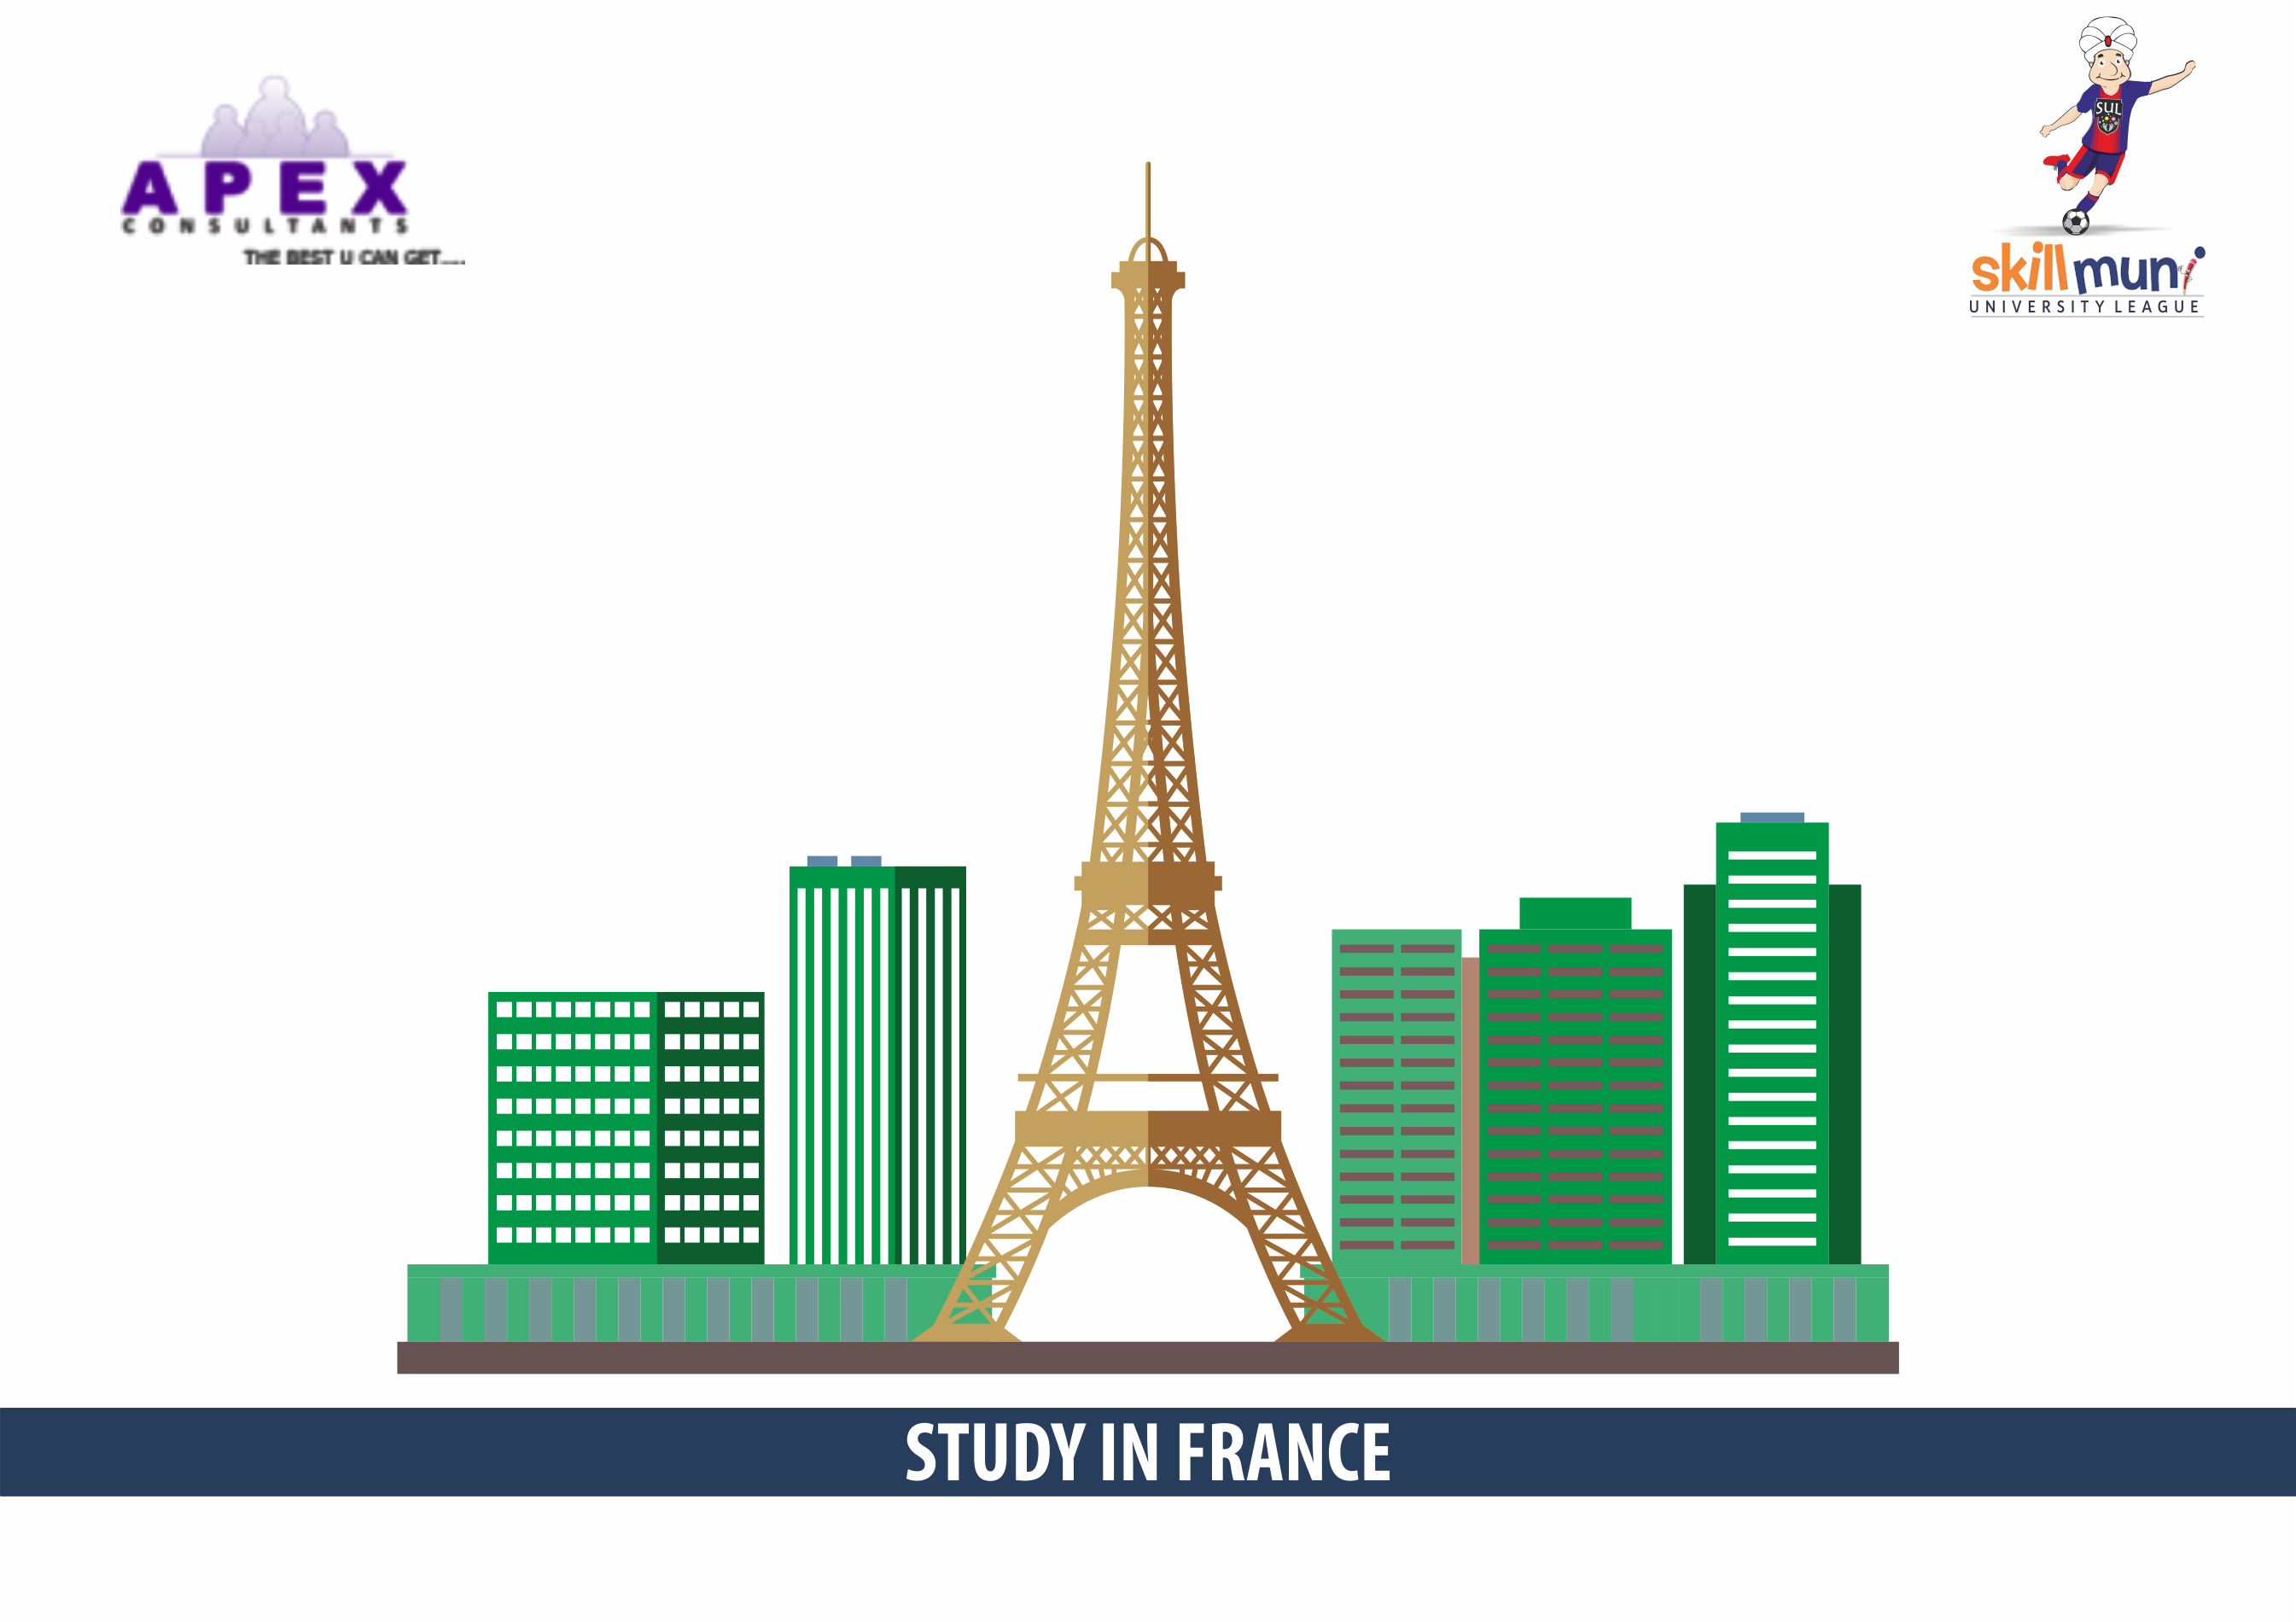 APEX
CONSULTANTS
THE BEST U CAN GET.....
SUL
skillmuni
UNIVERSITY LEAGUE
STUDY IN FRANCE